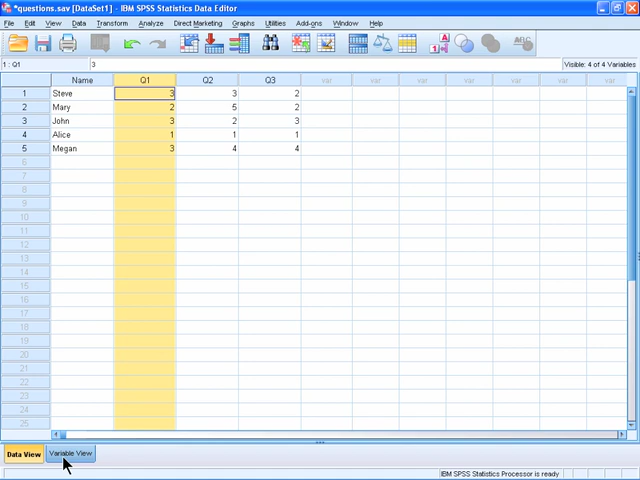 *questions.sav [DataSet1] - IBM SPSS Statistics Data Editor
File Edit View Data Transform Analyze Direct Marketing Graphs Utilities Add-ons Window Help
1 : Q1 3 Visible: 4 of 4 Variables
Name Q1 Q2 Q3 var var var var var var var
1 Steve 3 3 2
2 Mary 2 5 2
3 John 3 2 3
4 Alice 1 1 1
5 Megan 3 4 4
6
7
8
9
10
11
12
13
14
15
16
17
18
19
20
21
22
23
24
25
Data View Variable View
IBM SPSS Statistics Processor is ready